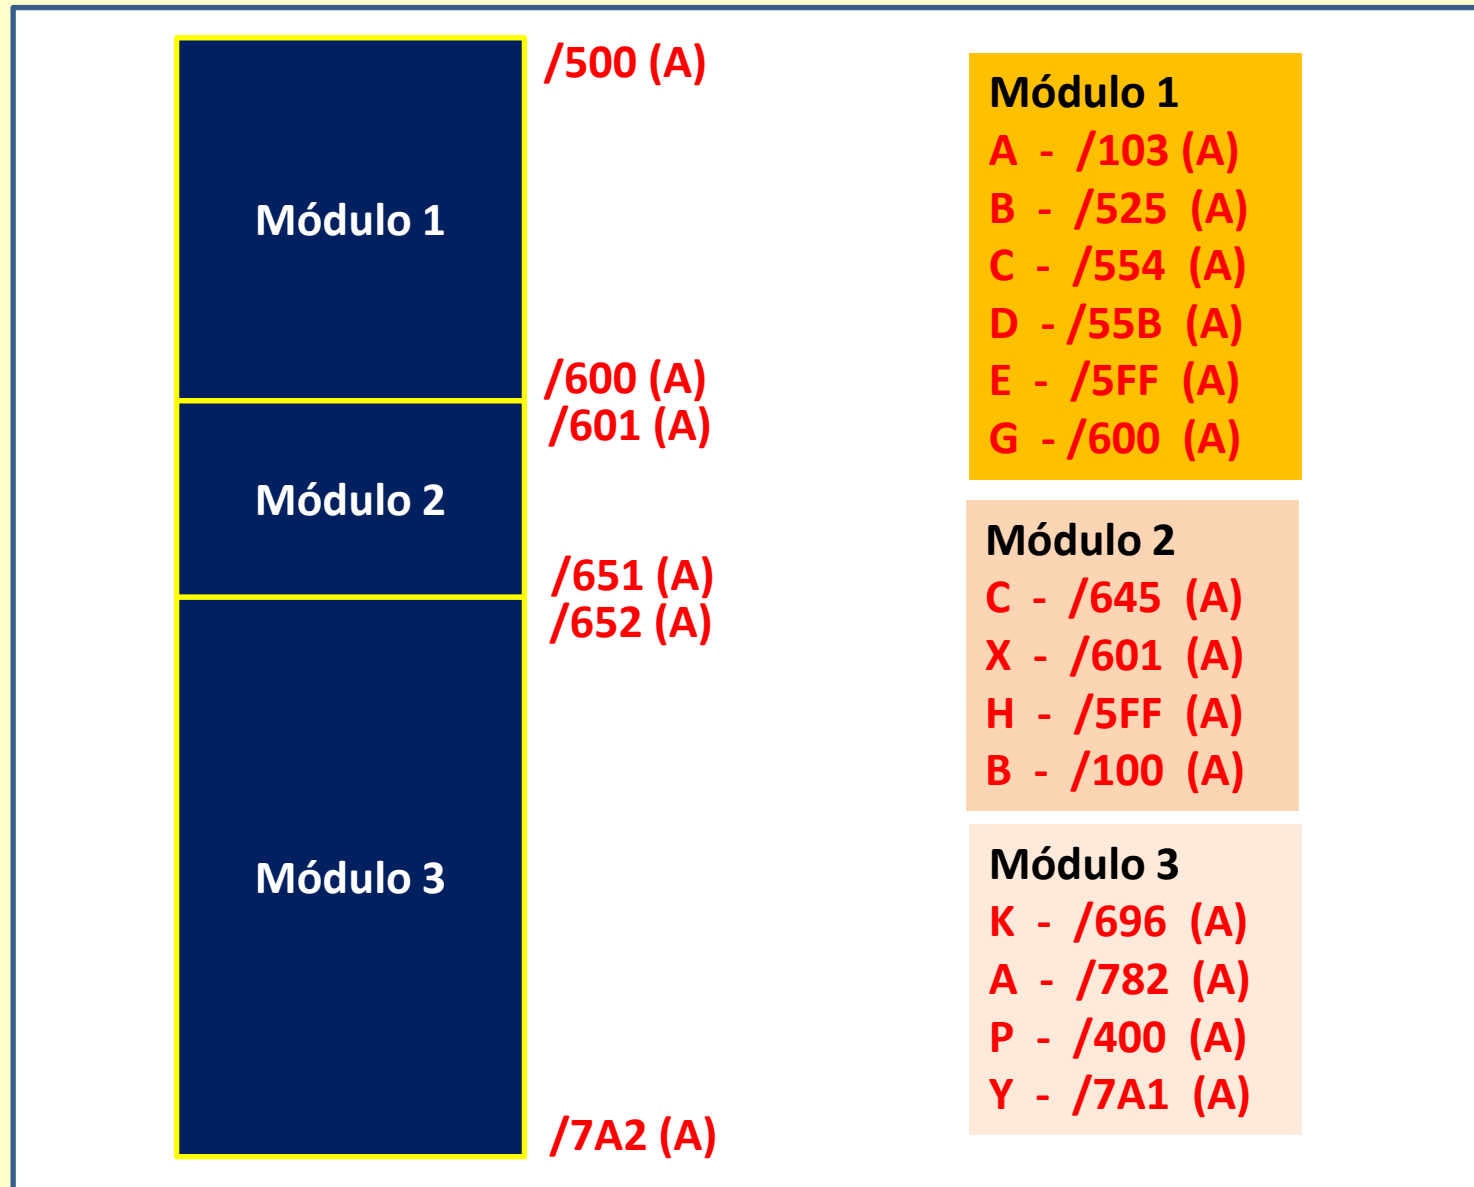 /500 (A)
Módulo 1
/600 (A)
/601 (A)
Módulo 2
/651 (A)
/652 (A)
Módulo 3
/7A2 (A)
Módulo 1
A - /103 (A)
B - /525 (A)
C - /554 (A)
D - /55B (A)
E - /5FF (A)
G - /600 (A)
Módulo 2
C - /645 (A)
X - /601 (A)
H - /5FF (A)
B - /100 (A)
Módulo 3
K - /696 (A)
A - /782 (A)
P - /400 (A)
Y - /7A1 (A)